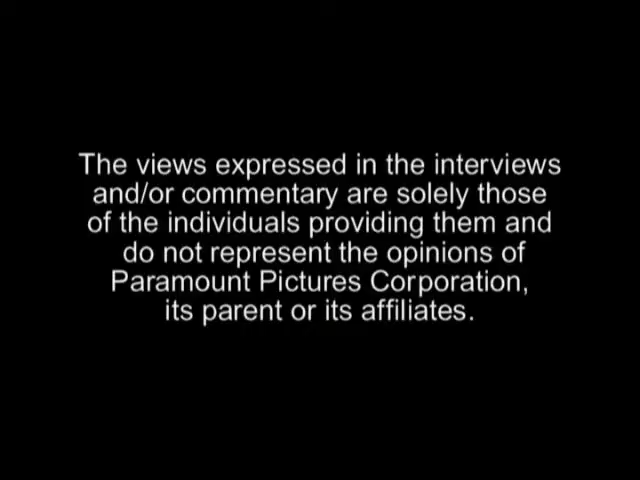 The views expressed in the interviews
and/or commentary are solely those
of the individuals providing them and
do not represent the opinions of
Paramount Pictures Corporation,
its parent or its affiliates.